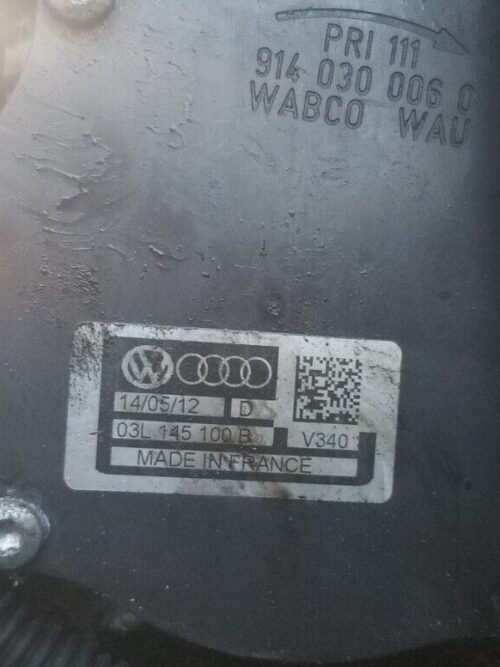 PRI 111
914 030 006 0
WABCO WAU
14/05/12 D
03L 145 100 B V340
MADE IN FRANCE